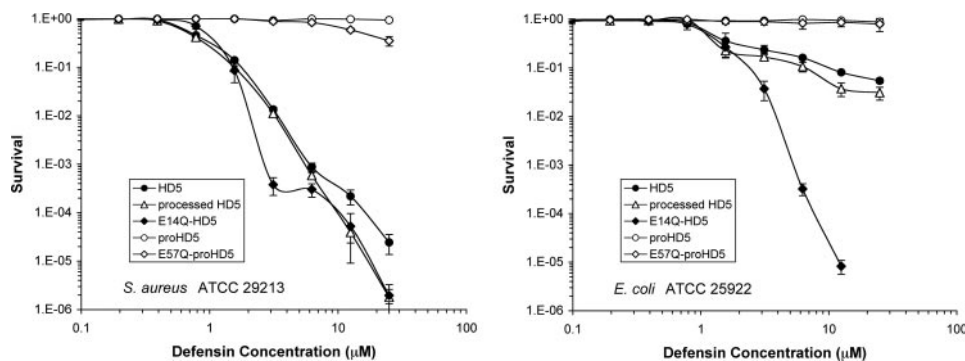 1.E+00
1.E-01
1.E-02
1.E-03
1.E-04
1.E-05
1.E-06
Survival
HD5
processed HD5
E14Q-HD5
proHD5
E57Q-proHD5
S. aureus ATCC 29213
0.1
1
10
100
Defensin Concentration (μM)
1.E+00
1.E-01
1.E-02
1.E-03
1.E-04
1.E-05
1.E-06
Survival
HD5
processed HD5
E14Q-HD5
proHD5
E57Q-proHD5
E. coli ATCC 25922
0.1
1
10
100
Defensin Concentration (μM)